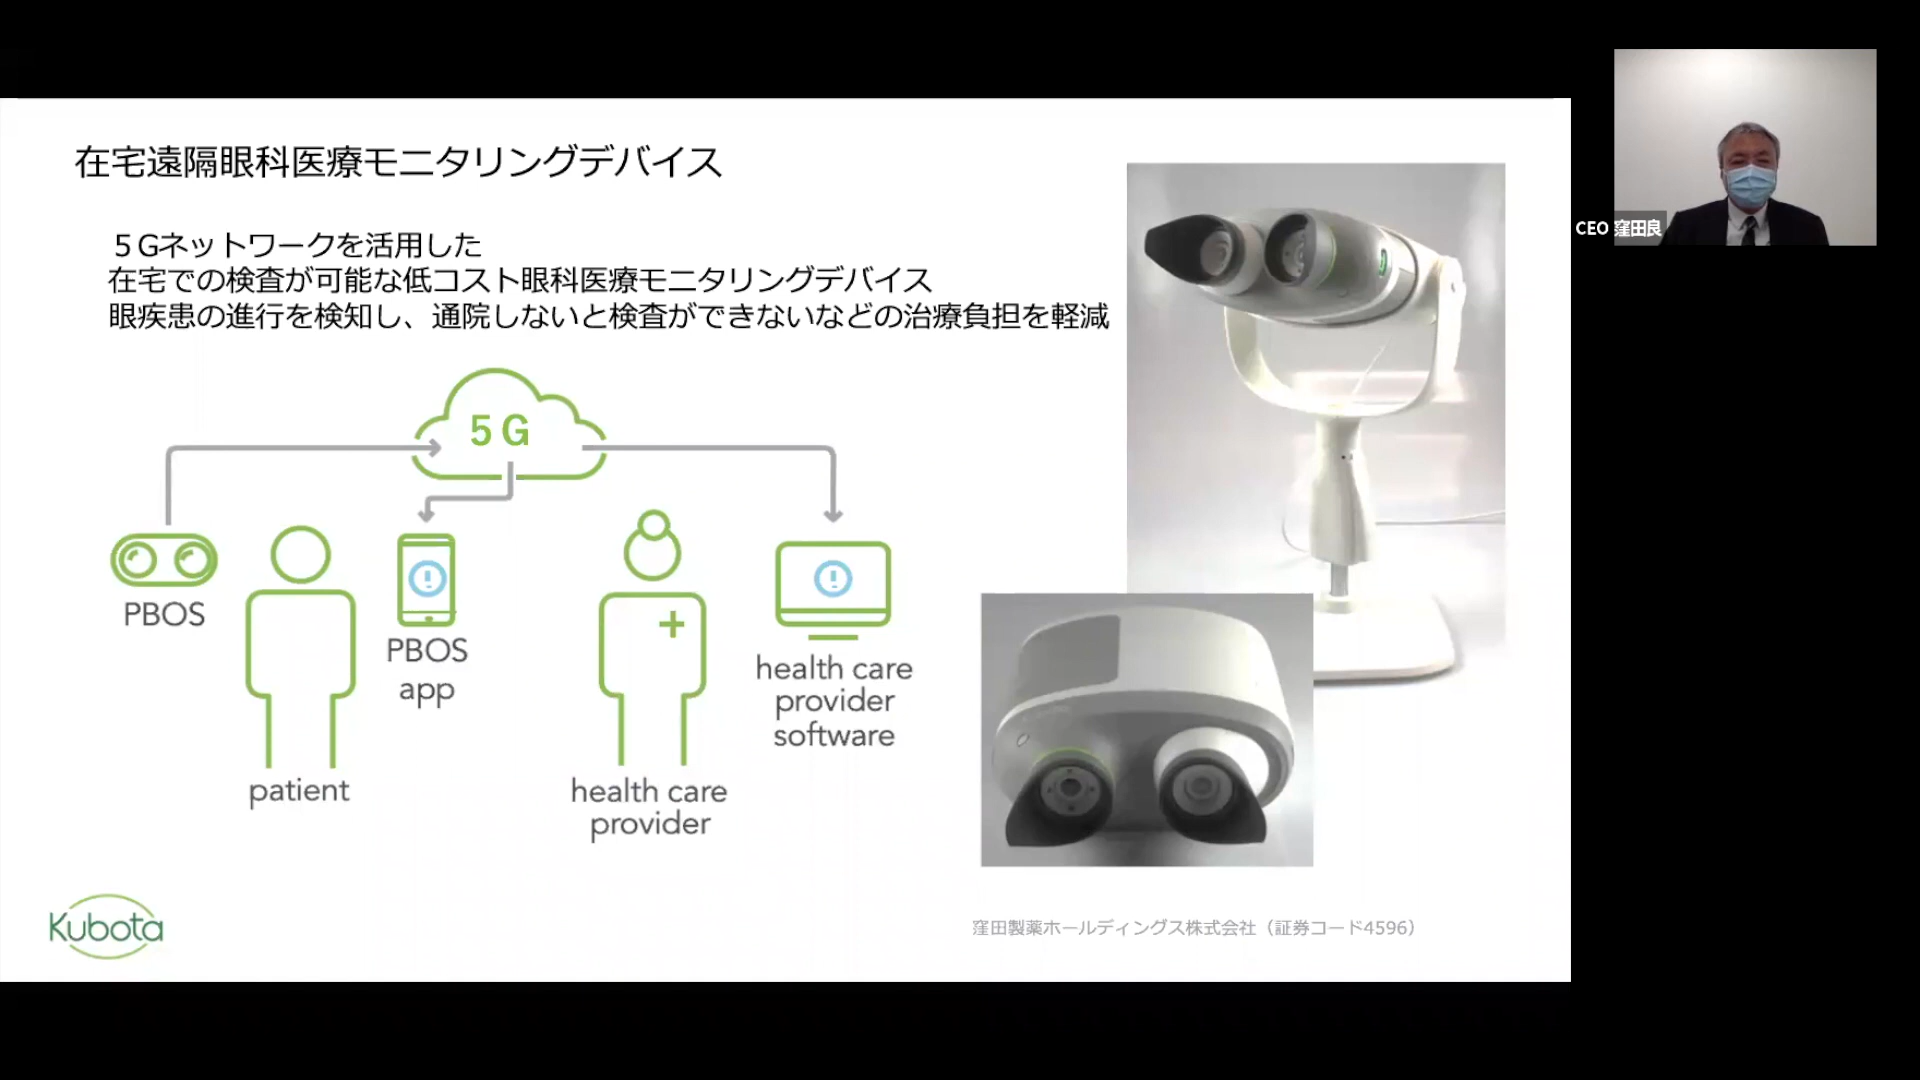 在宅遠隔眼科医療モニタリングデバイス
５Gネットワークを活用した
在宅での検査が可能な低コスト眼科医療モニタリングデバイス
眼疾患の進行を検知し、通院しないと検査ができないなどの治療負担を軽減
５G
PBOS
patient
PBOS
app
health care
provider
health care
provider
software
Kubota
窪田製薬ホールディングス株式会社（証券コード4596）
CEO 窪田良